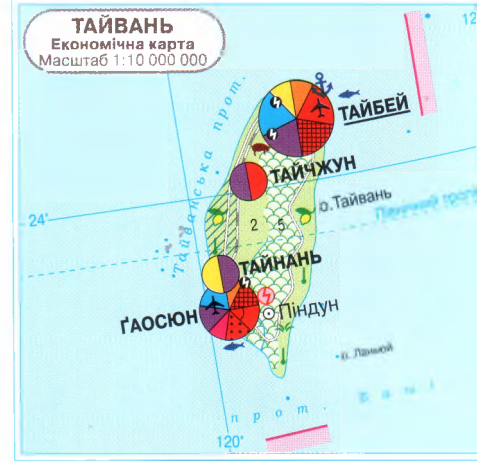 ТАЙВАНЬ
Економічна карта
Масштаб 1:10 000 000
12
ТАЙБЕЙ
Тайванська прот.
ТАЙЧЖУН
о.Тайвань
24°
2
5
ТАЙНАНЬ
ҐАОСЮН
Піндун
о. Ланьюй
прот.
120°